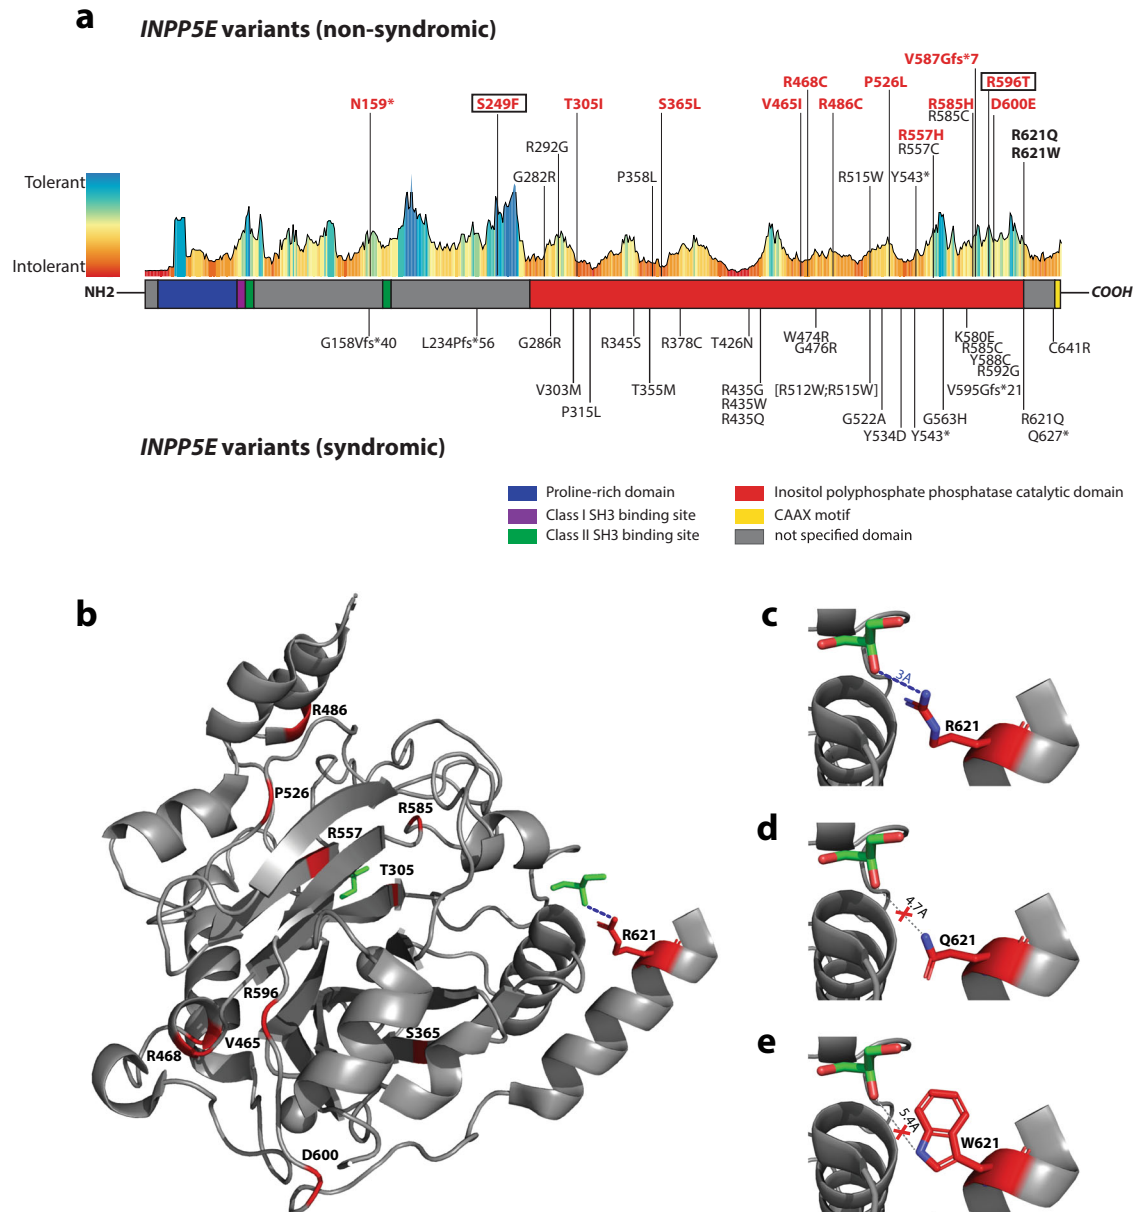 a
INPP5E variants (non-syndromic)
V587Gfs*7
R468C P526L R596T
N159* S249F T305I S365L V465I R486C R585H D600E
R585C
R557H R621Q
R292G R557C R621W
G282R P358L R515W Y543*
Tolerant
Intolerant
NH2 COOH
G158Vfs*40 L234Pfs*56 G286R R345S R378C T426N W474R K580E C641R
G476R R585C
Y588C
R592G
V303M T355M R435G [R512W;R515W] V595Gfs*21
R435W
P315L R435Q G522A G563H R621Q
Y534D Y543* Q627*
INPP5E variants (syndromic)
Proline-rich domain Inositol polyphosphate phosphatase catalytic domain
Class I SH3 binding site CAAX motif
Class II SH3 binding site not specified domain
b
R486
P526
R585
R557
T305
R621
R596
S365
V465
R468
D600
c
3A
R621
d
4.7A
Q621
e
5.4A
W621